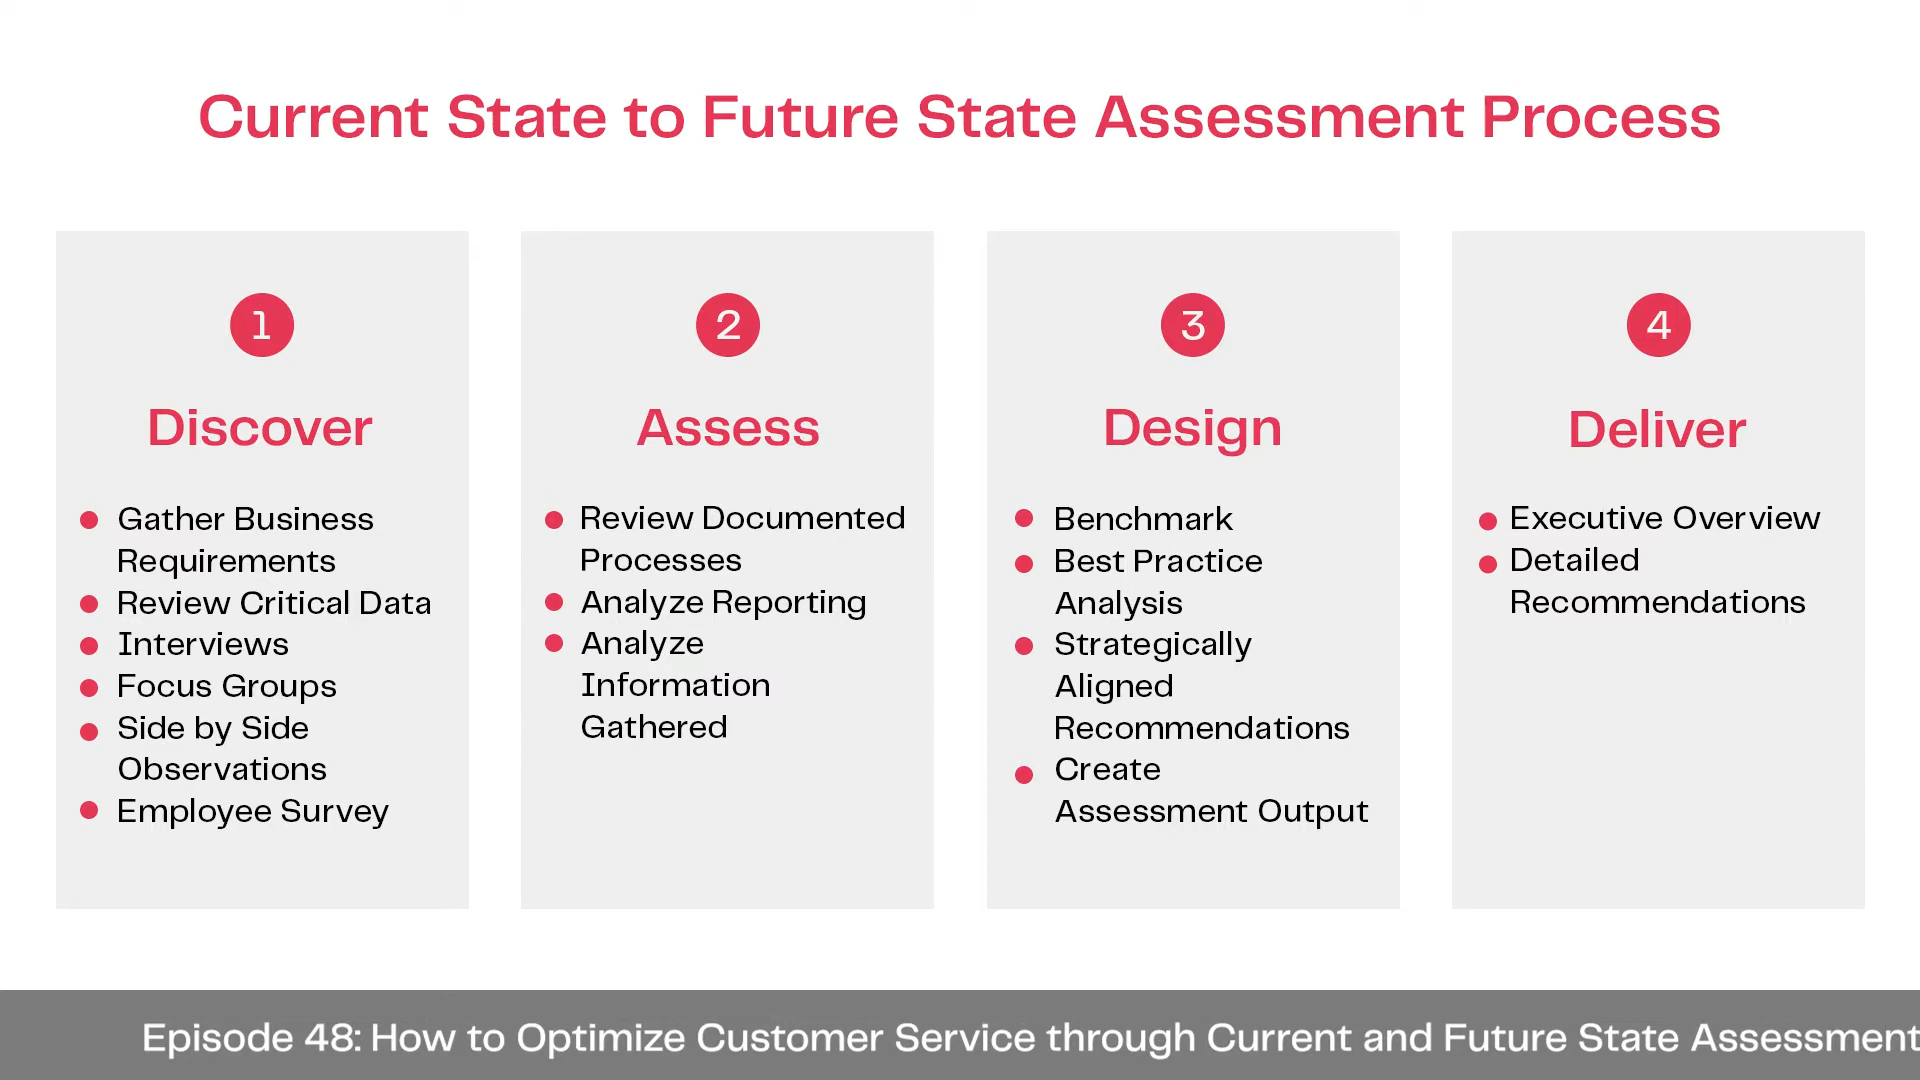 Current State to Future State Assessment Process
1
Discover
Gather Business
Requirements
Review Critical Data
Interviews
Focus Groups
Side by Side
Observations
Employee Survey
2
Assess
Review Documented
Processes
Analyze Reporting
Analyze
Information
Gathered
3
Design
Benchmark
Best Practice
Analysis
Strategically
Aligned
Recommendations
Create
Assessment Output
4
Deliver
Executive Overview
Detailed
Recommendations
Episode 48: How to Optimize Customer Service through Current and Future State Assessment